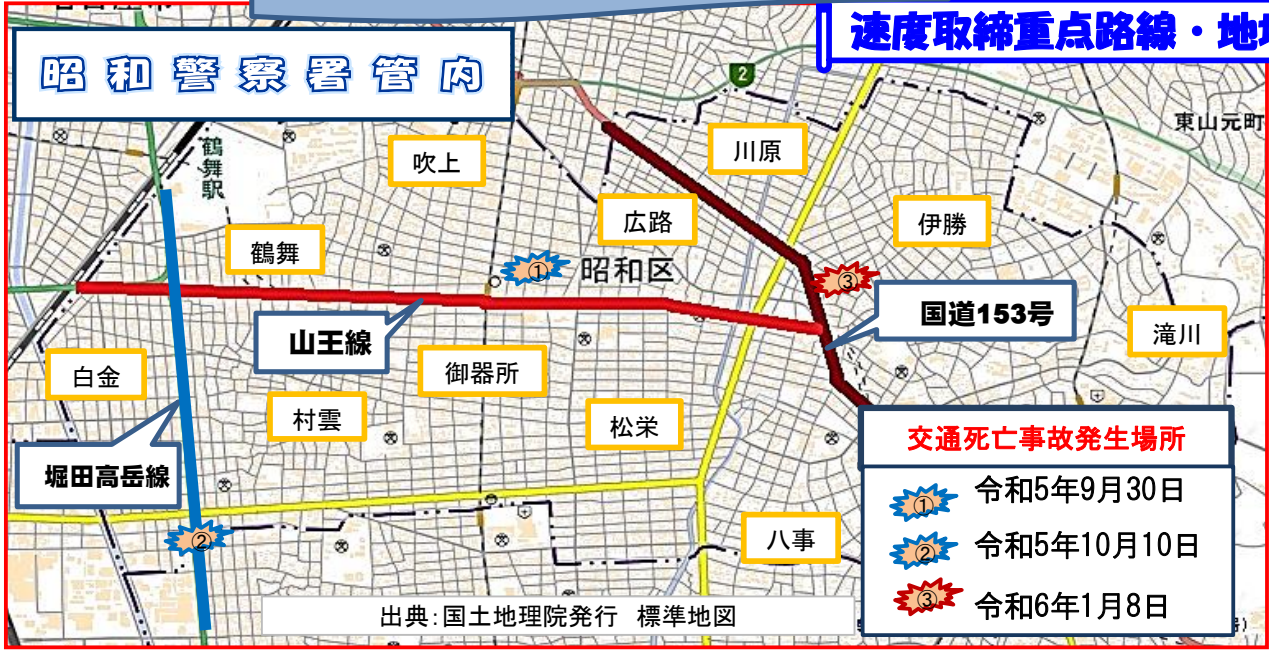 速度取締重点路線・地
昭和警察署管内
2
東山元町
鶴舞駅
吹上
川原
広路
伊勝
鶴舞
①
昭和区
③
国道153号
山王線
滝川
白金
御器所
村雲
松栄
堀田高岳線
②
八事
交通死亡事故発生場所
① 令和5年9月30日
② 令和5年10月10日
③ 令和6年1月8日
出典:国土地理院発行 標準地図